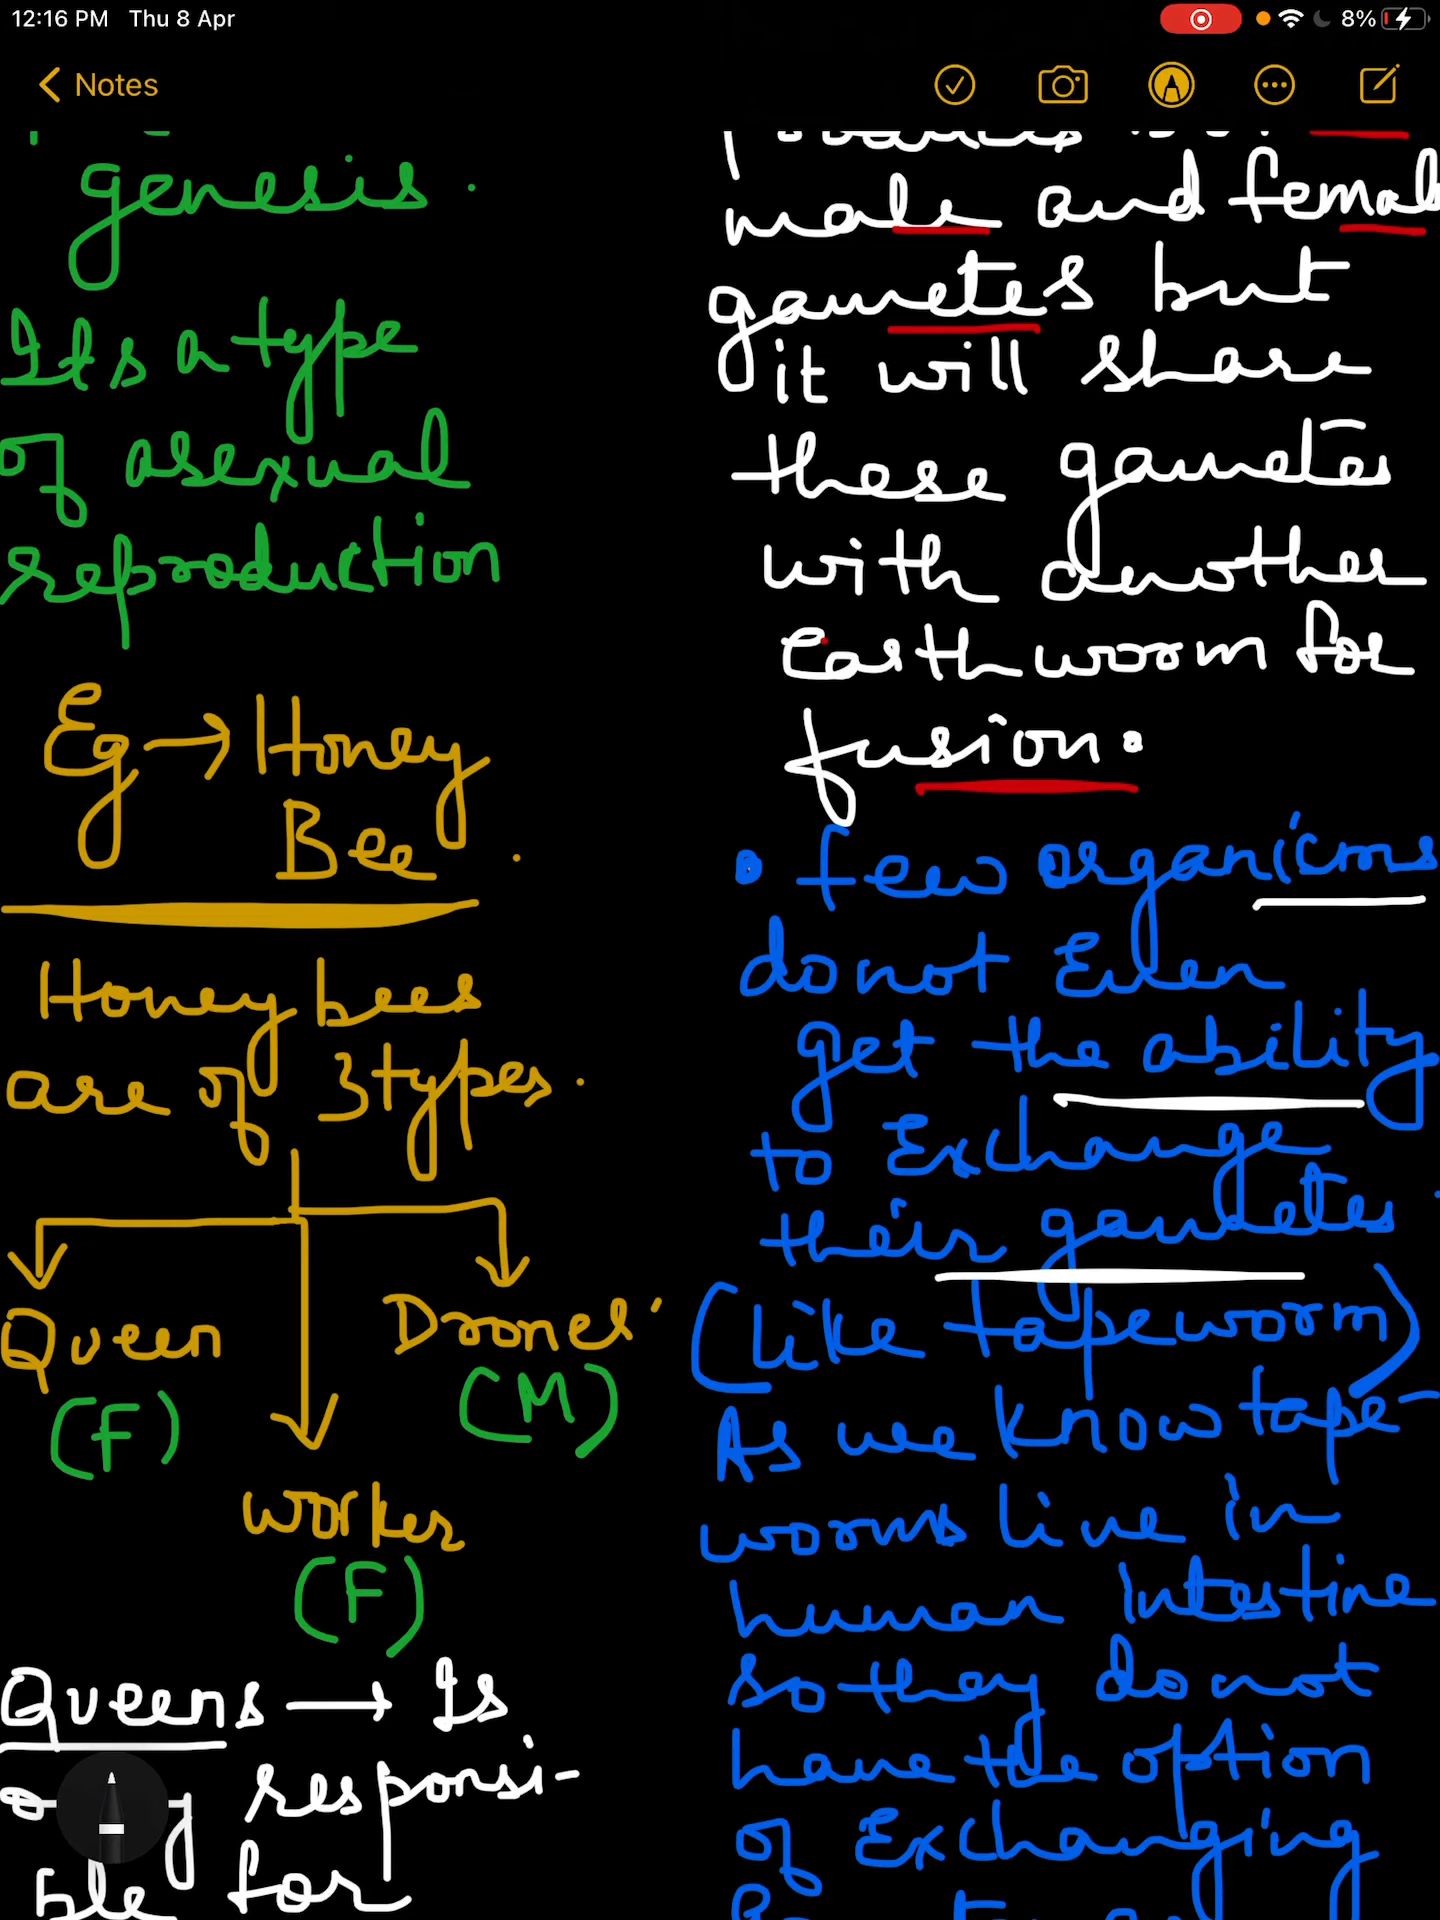 12:16 PM Thu 8 Apr
8%
Notes
genesis.
Its a type
of asexual
reproduction
Eg → Honey
Bee.
Honey bees
are of 3 types.
Queen
(F)
Drones
(M)
worker
(F)
Queens → Is
responsi-
ble for
male and female
gametes but
it will share
these gametes
with another
Earthworm for
fusion.
• few organisms
do not Even
get the ability
to Exchange
their gametes.
(like tapeworm)
As we know tape-
worms live in
human Intestine
so they do not
have the option
of Exchanging